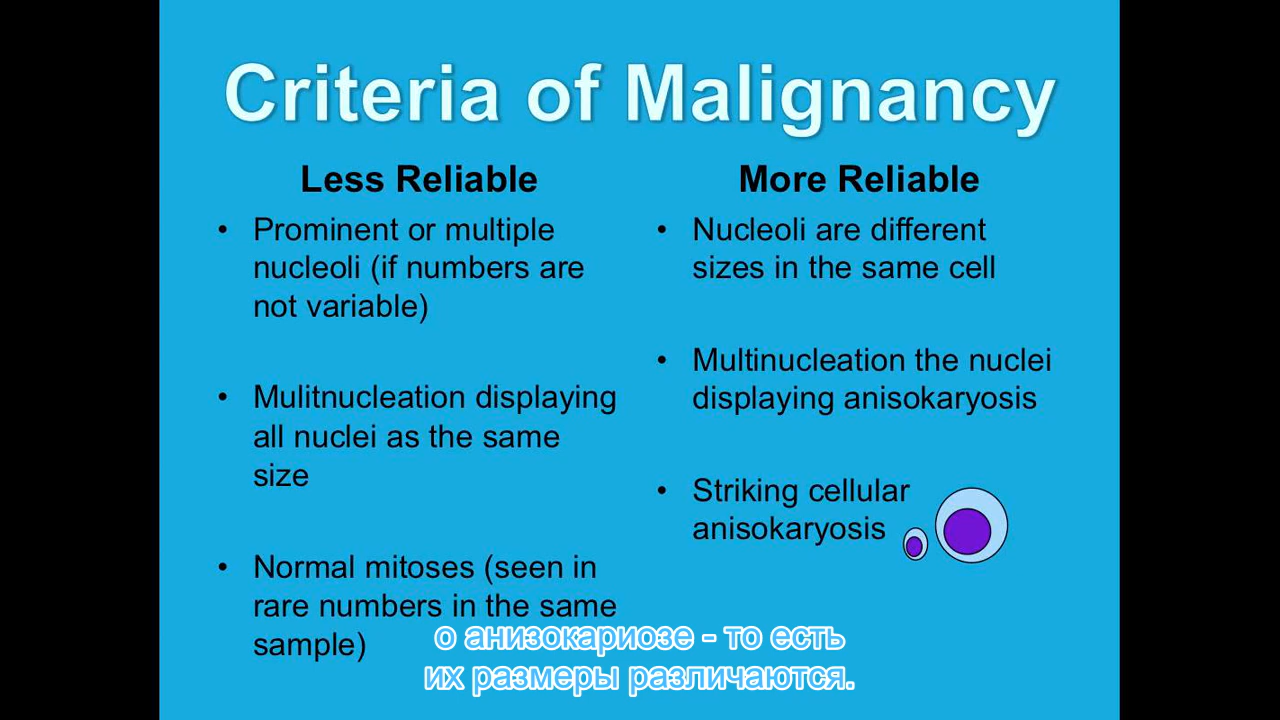 Criteria of Malignancy
Less Reliable
• Prominent or multiple
nucleoli (if numbers are
not variable)
• Mulitnucleation displaying
all nuclei as the same
size
• Normal mitoses (seen in
rare numbers in the same
sample)
More Reliable
• Nucleoli are different
sizes in the same cell
• Multinucleation the nuclei
displaying anisokaryosis
• Striking cellular
anisokaryosis
о анизокариозе - то есть
их размеры различаются.